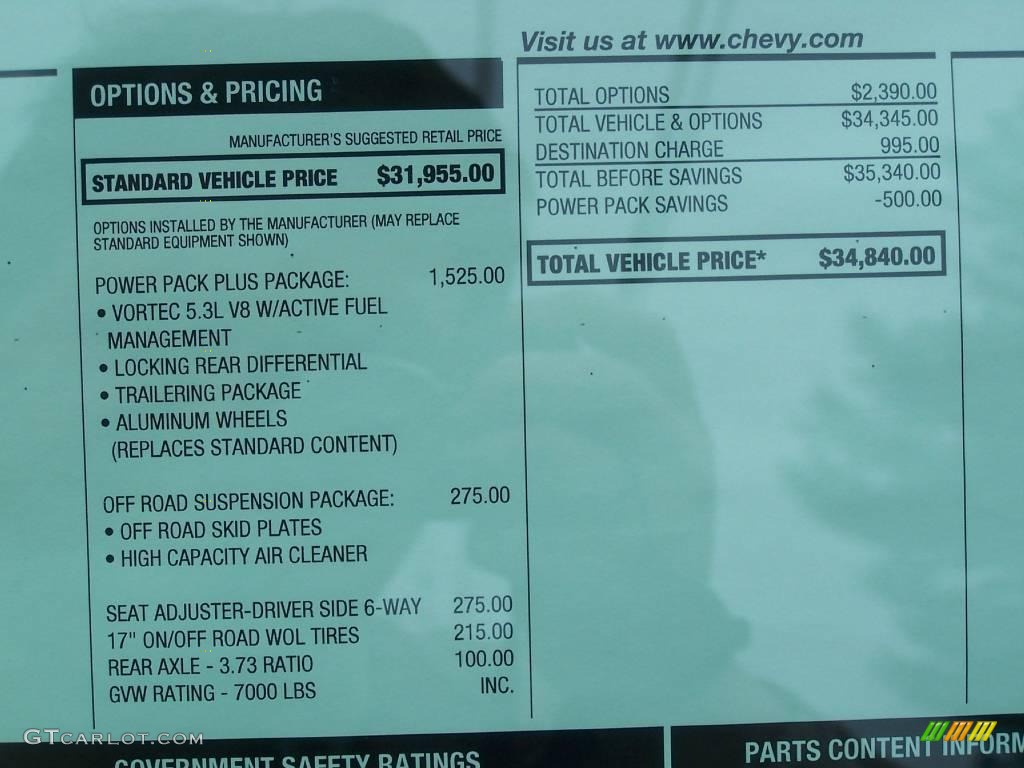 Visit us at www.chevy.com
OPTIONS & PRICING
MANUFACTURER'S SUGGESTED RETAIL PRICE
STANDARD VEHICLE PRICE $31,955.00
OPTIONS INSTALLED BY THE MANUFACTURER (MAY REPLACE
STANDARD EQUIPMENT SHOWN)
POWER PACK PLUS PACKAGE: 1,525.00
• VORTEC 5.3L V8 W/ACTIVE FUEL
MANAGEMENT
• LOCKING REAR DIFFERENTIAL
• TRAILERING PACKAGE
• ALUMINUM WHEELS
(REPLACES STANDARD CONTENT)
OFF ROAD SUSPENSION PACKAGE: 275.00
• OFF ROAD SKID PLATES
• HIGH CAPACITY AIR CLEANER
SEAT ADJUSTER-DRIVER SIDE 6-WAY 275.00
17" ON/OFF ROAD WOL TIRES 215.00
REAR AXLE - 3.73 RATIO 100.00
GVW RATING - 7000 LBS INC.
TOTAL OPTIONS $2,390.00
TOTAL VEHICLE & OPTIONS $34,345.00
DESTINATION CHARGE 995.00
TOTAL BEFORE SAVINGS $35,340.00
POWER PACK SAVINGS -500.00
TOTAL VEHICLE PRICE* $34,840.00
GTCARLOT.COM
GOVERNMENT SAFETY RATINGS
PARTS CONTENT INFORM